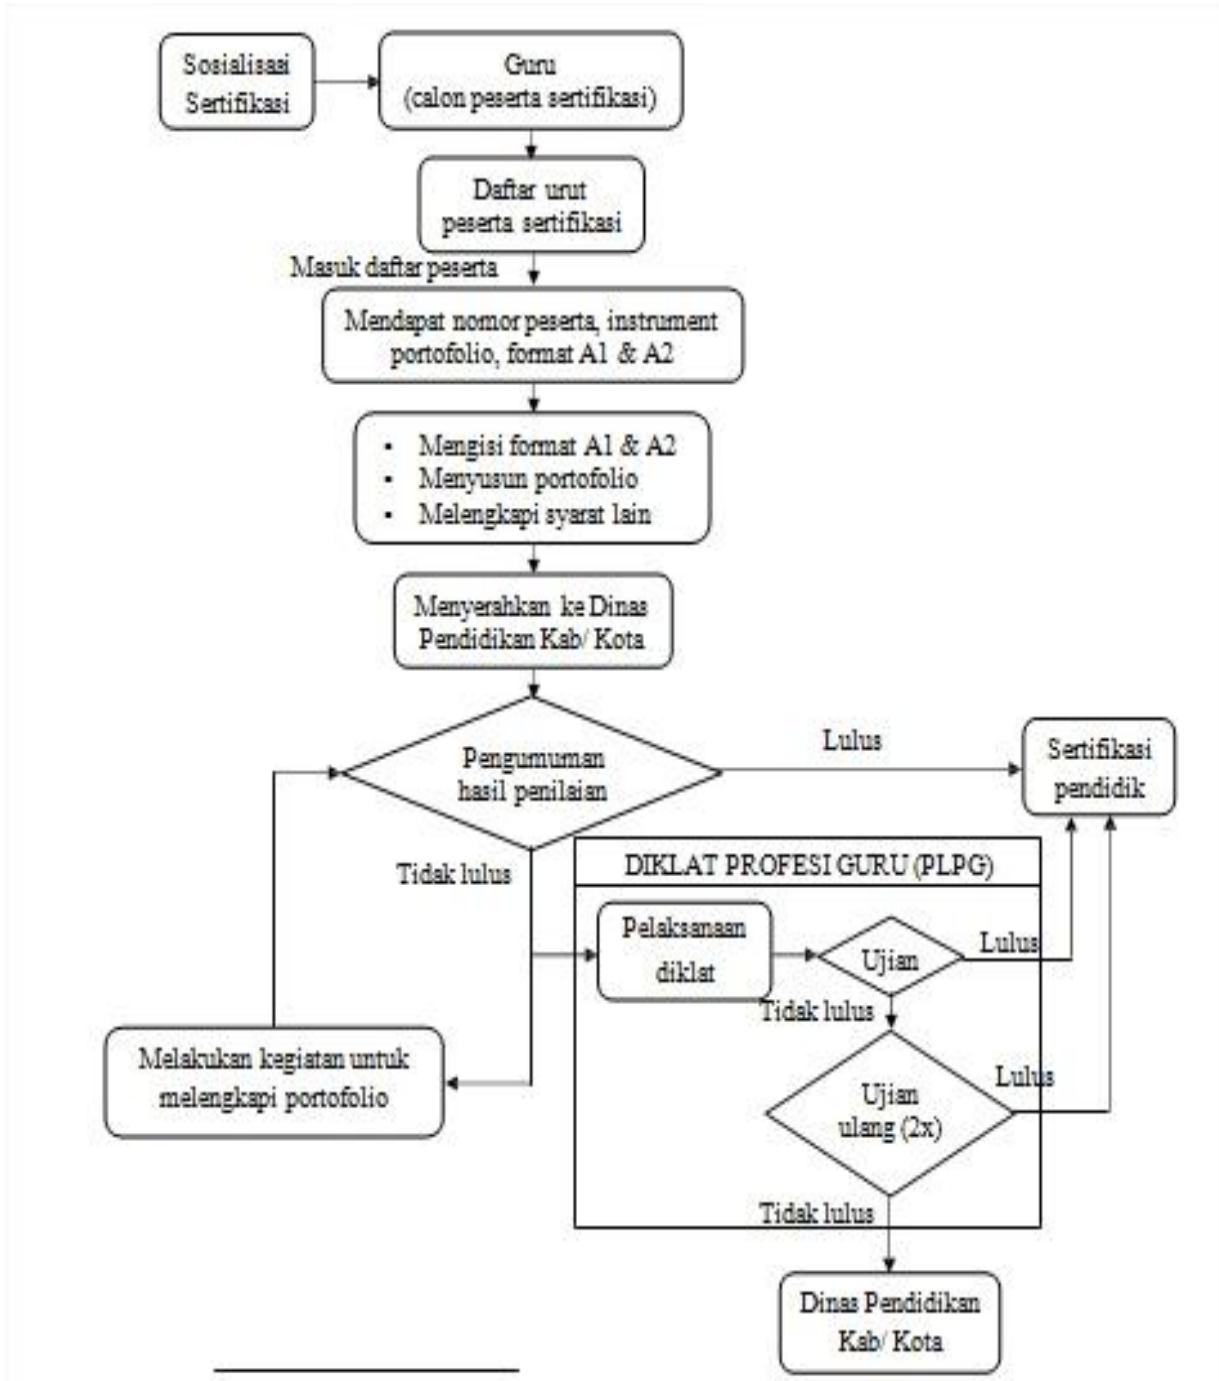 Sosialisasi
Sertifikasi
Guru
(calon peserta sertifikasi)
Daftar urut
peserta sertifikasi
Masuk daftar peserta
Mendapat nomor peserta, instrument
portofolio, format A1 & A2
▪ Mengisi format A1 & A2
▪ Menyusun portofolio
▪ Melengkapi syarat lain
Menyerahkan ke Dinas
Pendidikan Kab/ Kota
Pengumuman
hasil penilaian
Lulus
Sertifikasi
pendidik
Tidak lulus
DIKLAT PROFESI GURU (PLPG)
Pelaksanaan
diklat
Ujian
Lulus
Tidak lulus
Melakukan kegiatan untuk
melengkapi portofolio
Ujian
ulang (2x)
Lulus
Tidak lulus
Dinas Pendidikan
Kab/ Kota